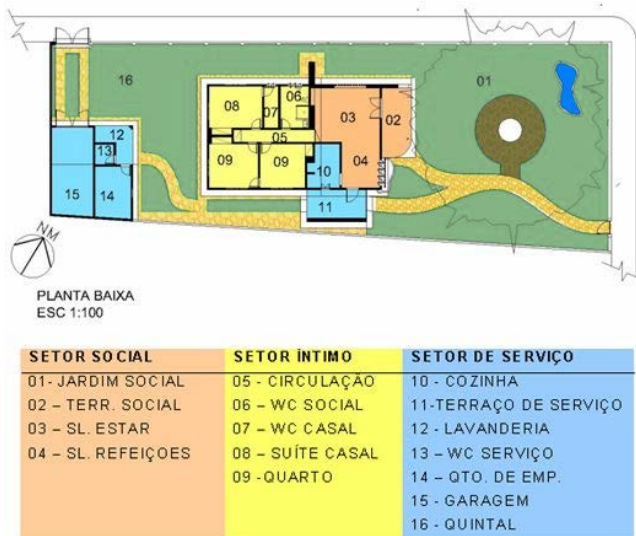 16
01
08
07
06
03
02
05
12
13
09
09
10
04
15
14
11
NM
PLANTA BAIXA
ESC 1:100
SETOR SOCIAL
01- JARDIM SOCIAL
02 – TERR. SOCIAL
03 – SL. ESTAR
04 – SL. REFEIÇOES
SETOR ÍNTIMO
05 - CIRCULAÇÃO
06 – WC SOCIAL
07 – WC CASAL
08 – SUÍTE CASAL
09 -QUARTO
SETOR DE SERVIÇO
10 - COZINHA
11-TERRAÇO DE SERVIÇO
12 - LAVANDERIA
13 – WC SERVIÇO
14 – QTO. DE EMP.
15 - GARAGEM
16 - QUINTAL